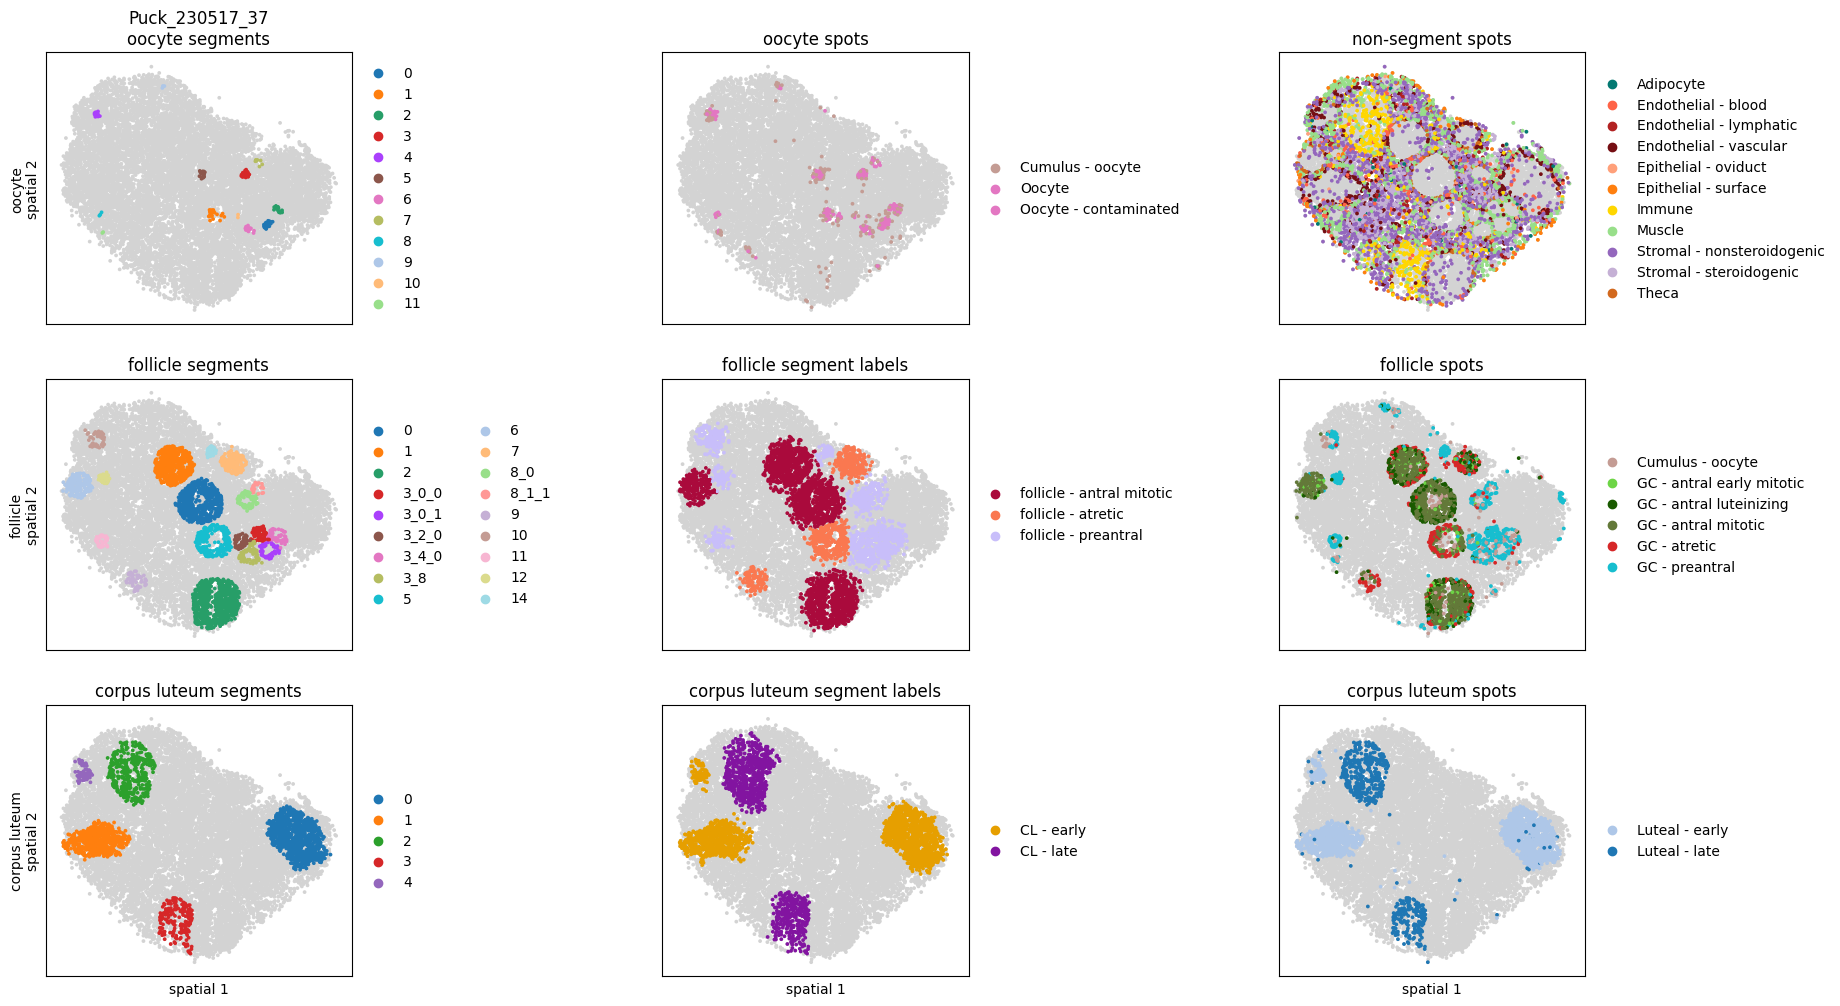 Puck_230517_37
oocyte segments
oocyte
spatial 2
0
1
2
3
4
5
6
7
8
9
10
11
oocyte spots
Cumulus - oocyte
Oocyte
Oocyte - contaminated
non-segment spots
Adipocyte
Endothelial - blood
Endothelial - lymphatic
Endothelial - vascular
Epithelial - oviduct
Epithelial - surface
Immune
Muscle
Stromal - nonsteroidogenic
Stromal - steroidogenic
Theca
follicle segments
follicle
spatial 2
0
1
2
3_0_0
3_0_1
3_2_0
3_4_0
3_8
5
6
7
8_0
8_1_1
9
10
11
12
14
follicle segment labels
follicle - antral mitotic
follicle - atretic
follicle - preantral
follicle spots
Cumulus - oocyte
GC - antral early mitotic
GC - antral luteinizing
GC - antral mitotic
GC - atretic
GC - preantral
corpus luteum segments
corpus luteum
spatial 2
0
1
2
3
4
spatial 1
corpus luteum segment labels
CL - early
CL - late
spatial 1
corpus luteum spots
Luteal - early
Luteal - late
spatial 1